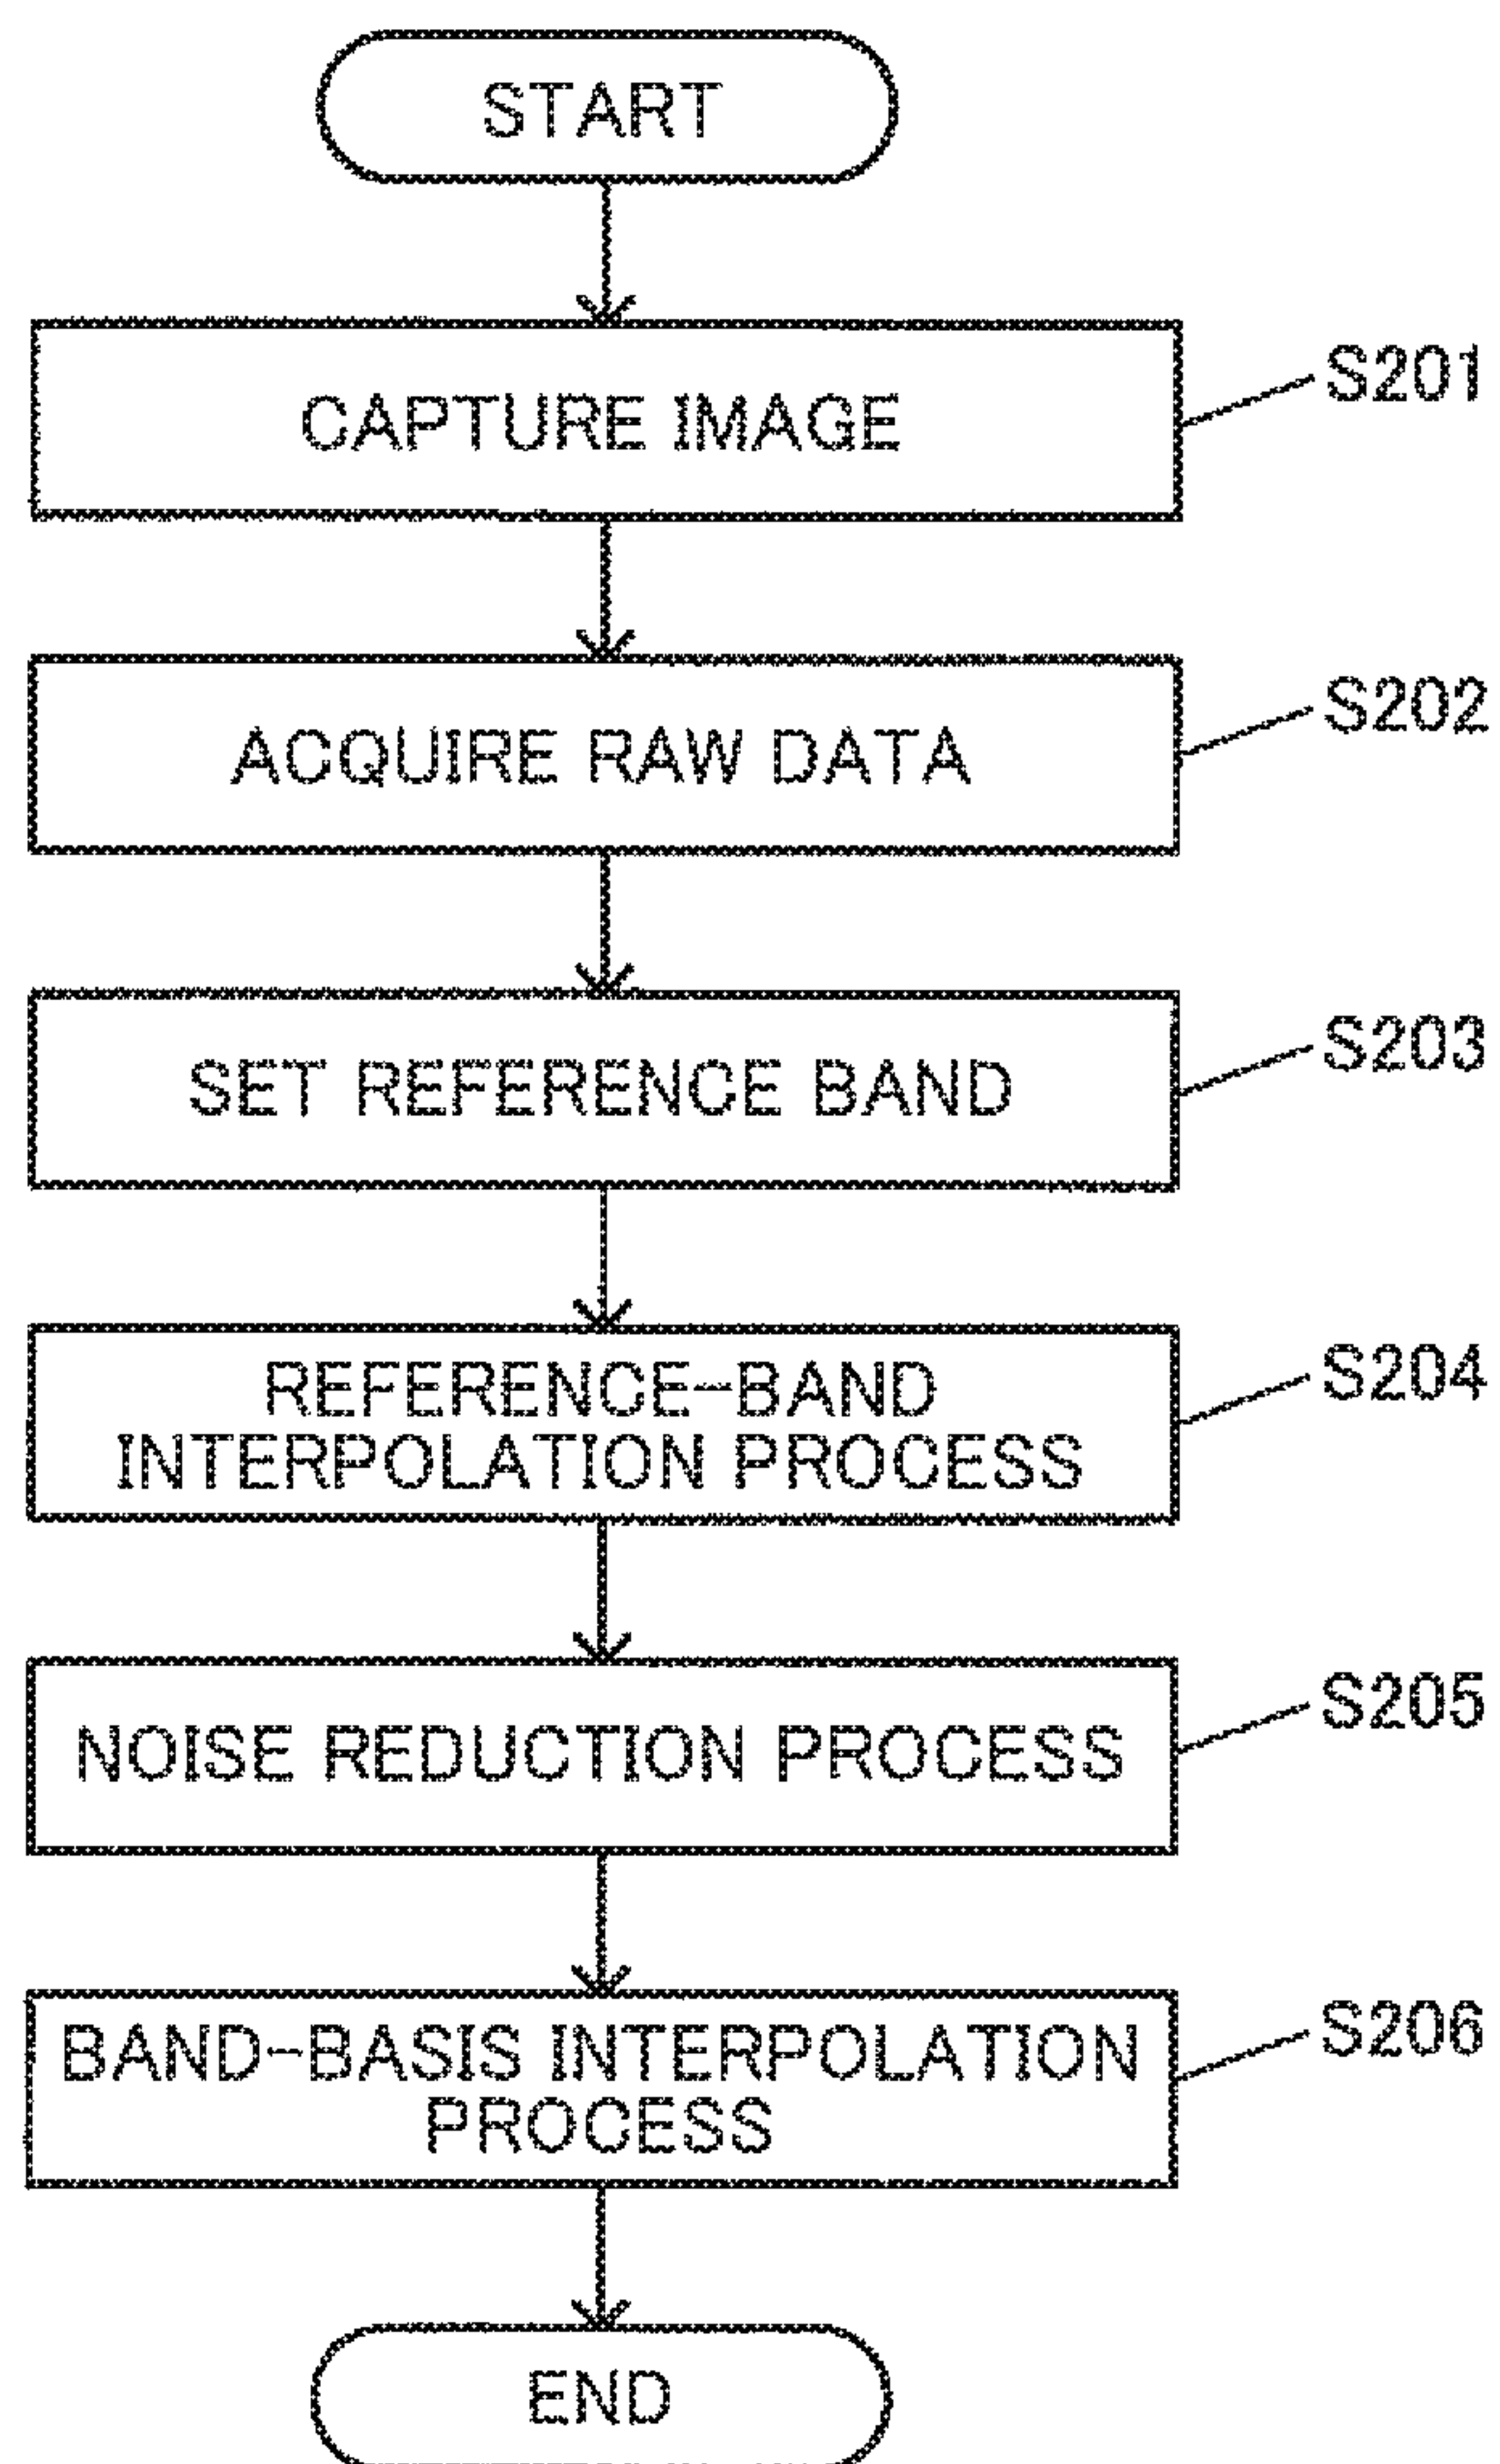 START
CAPTURE IMAGE
S201
ACQUIRE RAW DATA
S202
SET REFERENCE BAND
S203
REFERENCE-BAND
INTERPOLATION PROCESS
S204
NOISE REDUCTION PROCESS
S205
BAND-BASIS INTERPOLATION
PROCESS
S206
END